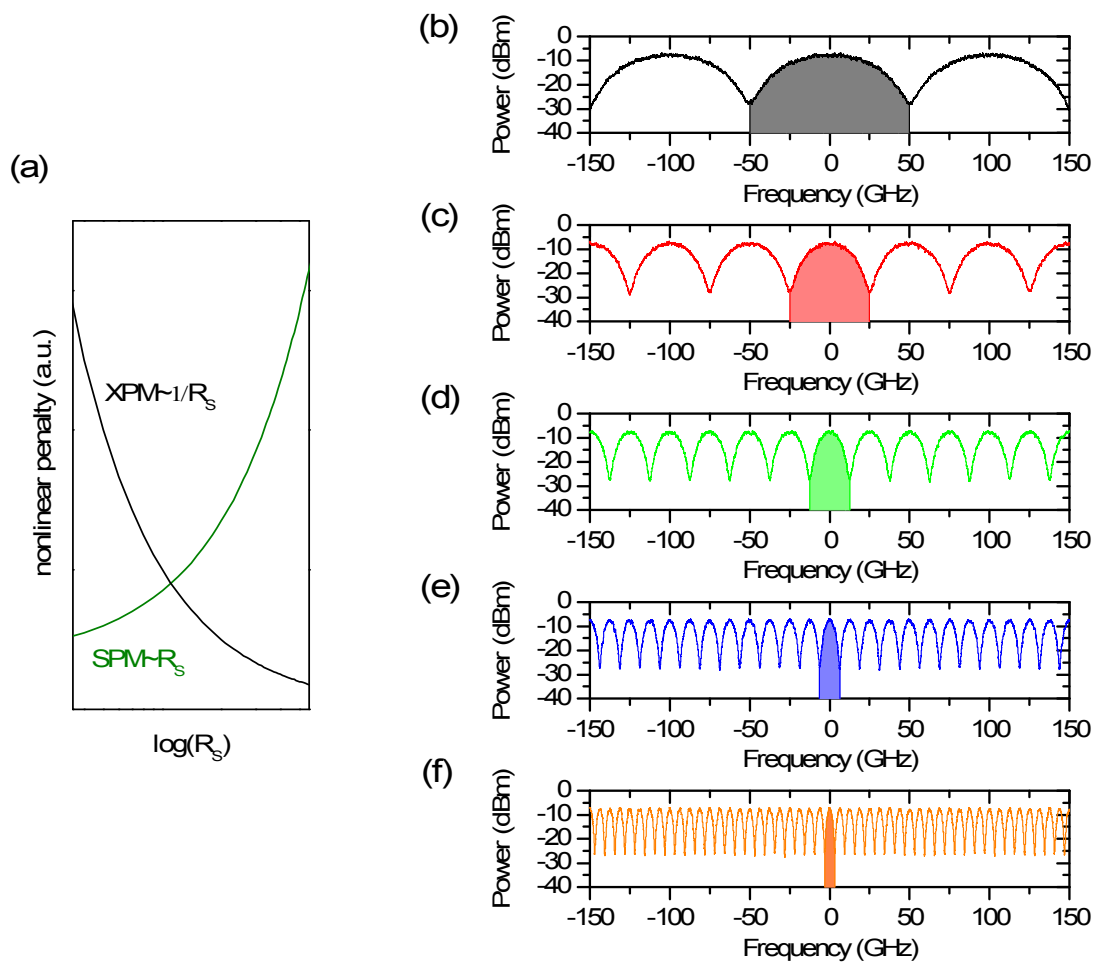 (a)
nonlinear penalty (a.u.)
XPM~1/R_S
SPM~R_S
log(R_S)
(b)
Power (dBm)
0
-10
-20
-30
-40
-150 -100 -50 0 50 100 150
Frequency (GHz)
(c)
Power (dBm)
0
-10
-20
-30
-40
-150 -100 -50 0 50 100 150
Frequency (GHz)
(d)
Power (dBm)
0
-10
-20
-30
-40
-150 -100 -50 0 50 100 150
Frequency (GHz)
(e)
Power (dBm)
0
-10
-20
-30
-40
-150 -100 -50 0 50 100 150
Frequency (GHz)
(f)
Power (dBm)
0
-10
-20
-30
-40
-150 -100 -50 0 50 100 150
Frequency (GHz)